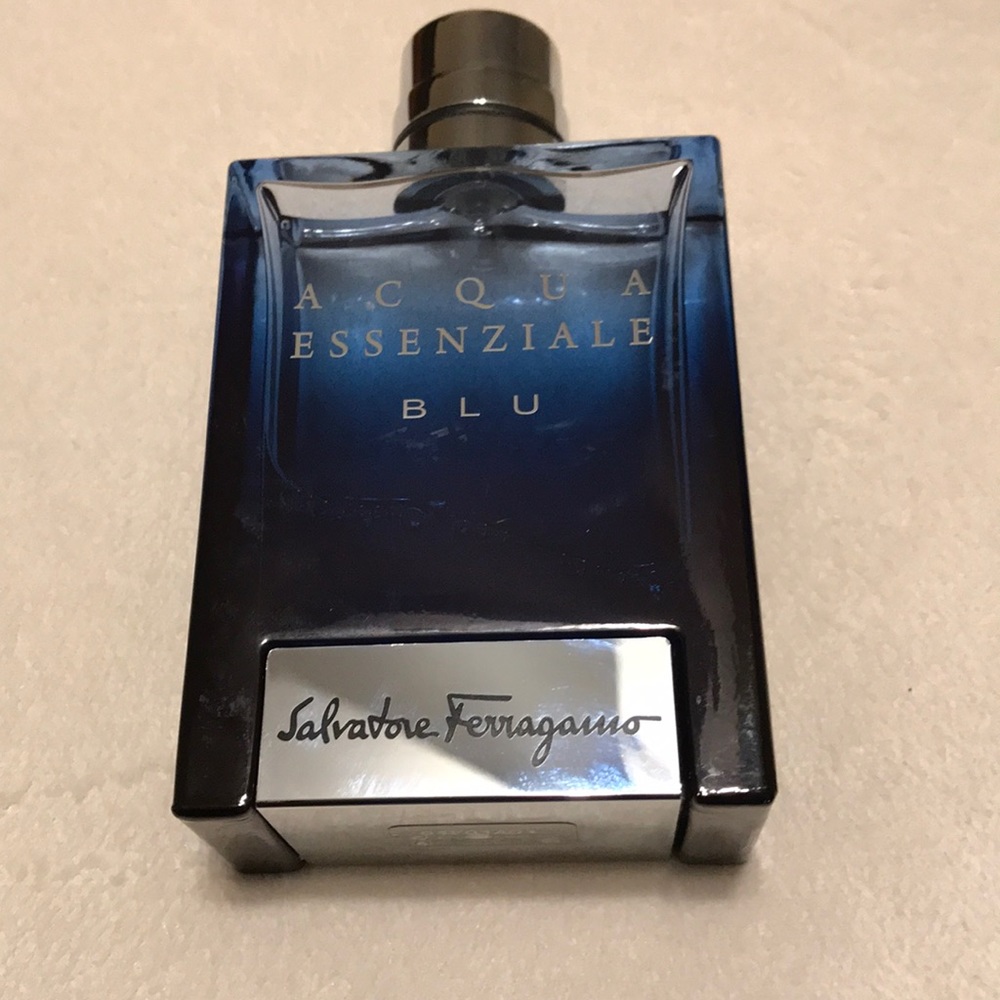 ACQUA
ESSENZIALE
BLU
Salvatore Ferragamo